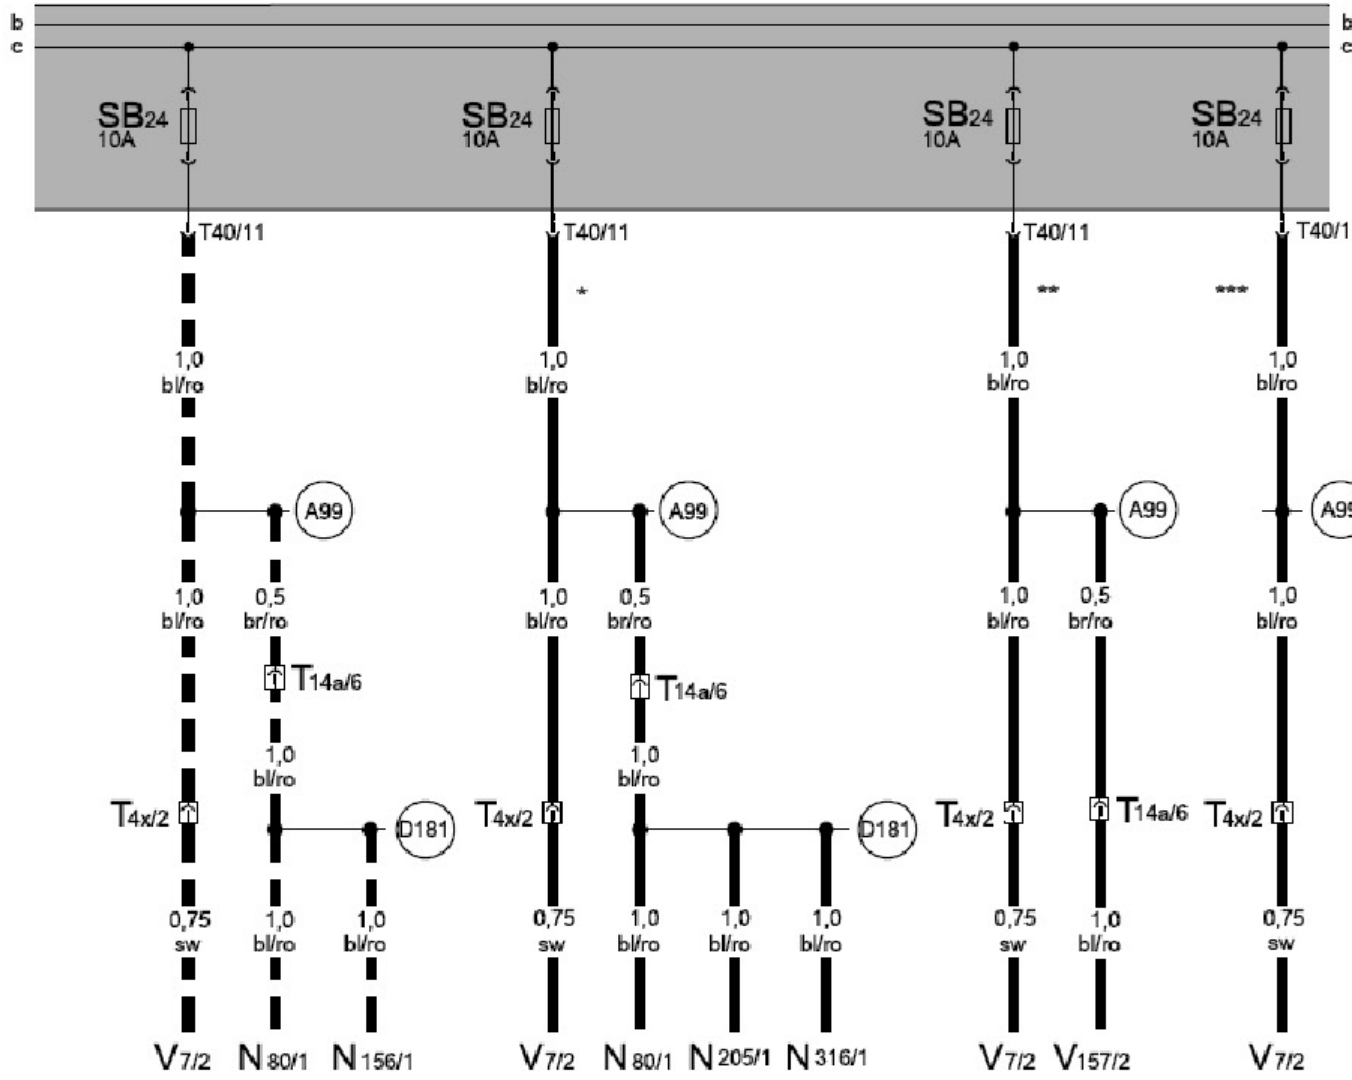 b b
c c
SB24 SB24 SB24 SB24
10A 10A 10A 10A
T40/11 T40/11 T40/11 T40/1
* ** ***
1,0 1,0 1,0 1,0
bl/ro bl/ro bl/ro bl/ro
A99 A99 A99 A99
1,0 0,5 1,0 0,5 1,0 0,5 1,0
bl/ro br/ro bl/ro br/ro bl/ro br/ro bl/ro
T14a/6 T14a/6
1,0 1,0
bl/ro bl/ro
T4x/2 T4x/2 T4x/2 T14a/6 T4x/2
D181 D181
0,75 1,0 1,0 0,75 1,0 1,0 1,0 0,75 1,0 0,75
sw bl/ro bl/ro sw bl/ro bl/ro bl/ro sw bl/ro sw
V7/2 N80/1 N156/1 V7/2 N80/1 N205/1 N316/1 V7/2 V157/2 V7/2